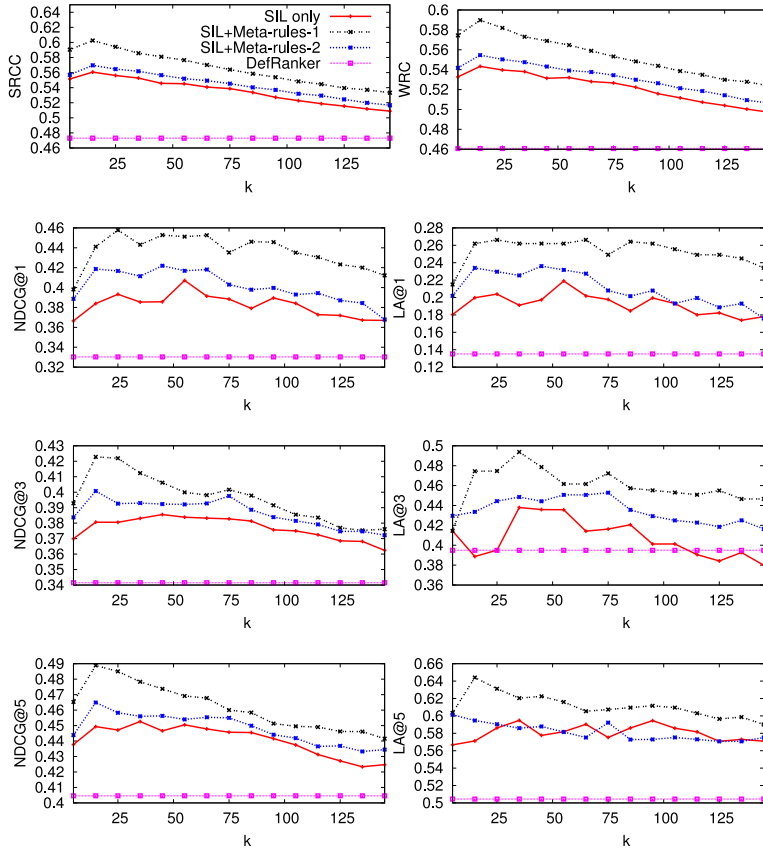 SIL only
SIL+Meta-rules-1
SIL+Meta-rules-2
DefRanker
SRCC
0.64
0.62
0.6
0.58
0.56
0.54
0.52
0.5
0.48
0.46
25 50 75 100 125
k
WRC
0.6
0.58
0.56
0.54
0.52
0.5
0.48
0.46
25 50 75 100 125
k
NDCG@1
0.46
0.44
0.42
0.4
0.38
0.36
0.34
0.32
25 50 75 100 125
k
LA@1
0.28
0.26
0.24
0.22
0.20
0.18
0.16
0.14
0.12
25 50 75 100 125
k
NDCG@3
0.43
0.42
0.41
0.4
0.39
0.38
0.37
0.36
0.35
0.34
25 50 75 100 125
k
LA@3
0.5
0.48
0.46
0.44
0.42
0.4
0.38
0.36
25 50 75 100 125
k
NDCG@5
0.49
0.48
0.47
0.46
0.45
0.44
0.43
0.42
0.41
0.4
25 50 75 100 125
k
LA@5
0.66
0.64
0.62
0.6
0.58
0.56
0.54
0.52
0.5
25 50 75 100 125
k